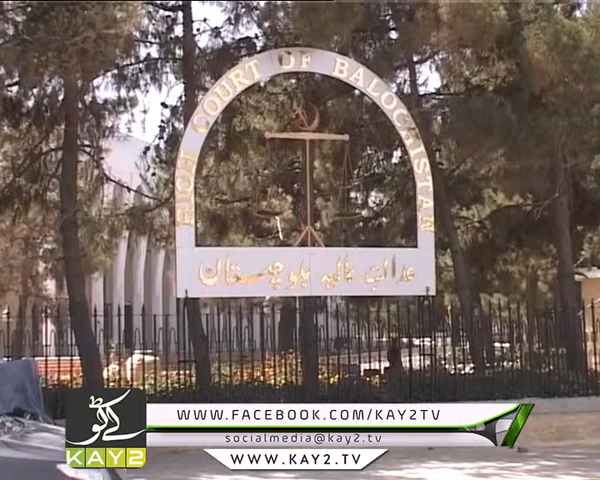 HIGH COURT OF BALOCHISTAN
عدالت عالیہ بلوچستان
WWW.FACEBOOK.COM/KAY2TV
socialmedia@kay2.tv
کے ٹو
KAY2
WWW.KAY2.TV